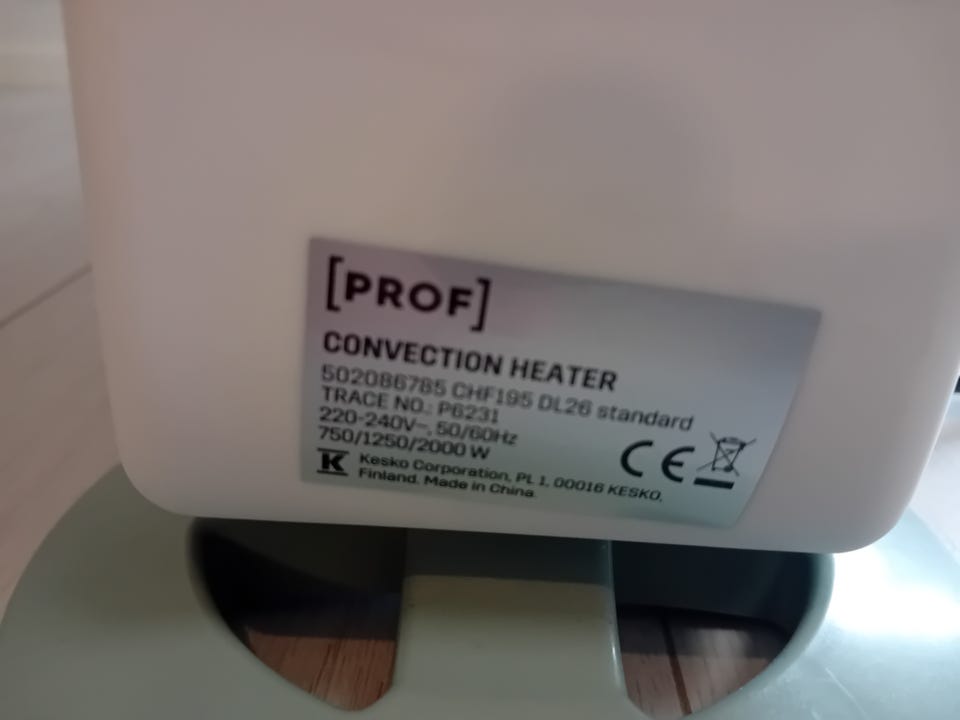 [PROF]
CONVECTION HEATER
502086785 CHF195 DL26 standard
TRACE NO.: P6231
220-240V~, 50/60Hz
750/1250/2000 W
CE
K Kesko Corporation, PL 1, 00016 KESKO,
Finland. Made in China.